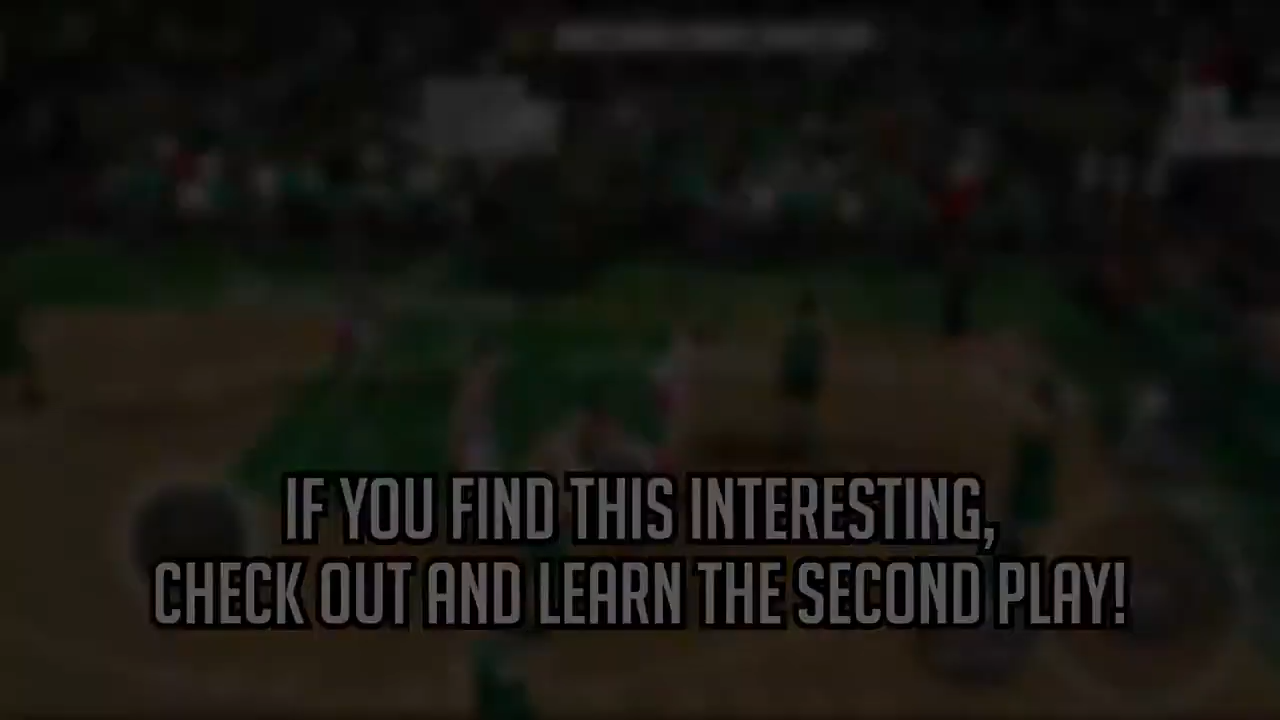 IF YOU FIND THIS INTERESTING,
CHECK OUT AND LEARN THE SECOND PLAY!